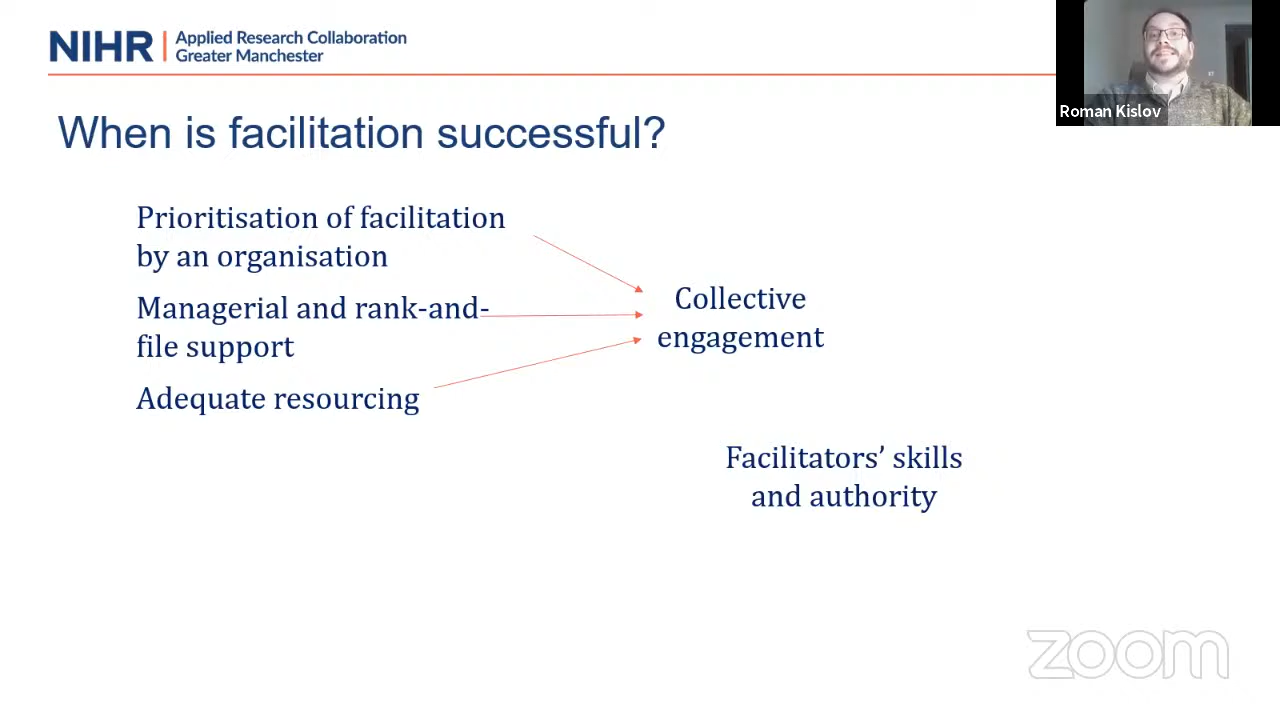 NIHR | Applied Research Collaboration
Greater Manchester
Roman Kislov
When is facilitation successful?
Prioritisation of facilitation
by an organisation
Managerial and rank-and-
file support
Adequate resourcing
Collective
engagement
Facilitators’ skills
and authority
zoom